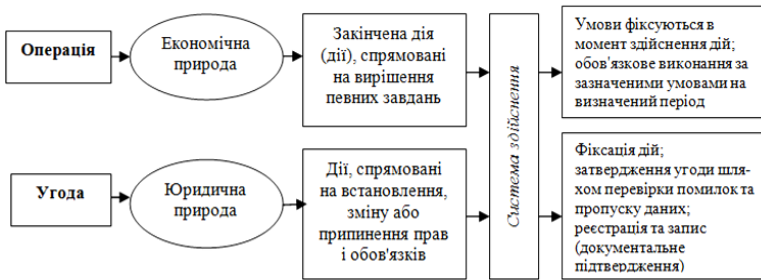 Операція
Економічна
природа
Закінчена дія
(дії), спрямовані
на вирішення
певних завдань
Система здійснення
Умови фіксуються в
момент здійснення дій;
обов'язкове виконання за
зазначеними умовами на
визначений період
Угода
Юридична
природа
Дії, спрямовані
на встановлення,
зміну або
припинення прав
і обов'язків
Фіксація дій;
затвердження угоди шля-
хом перевірки помилок та
пропуску даних;
реєстрація та запис
(документальне
підтвердження)